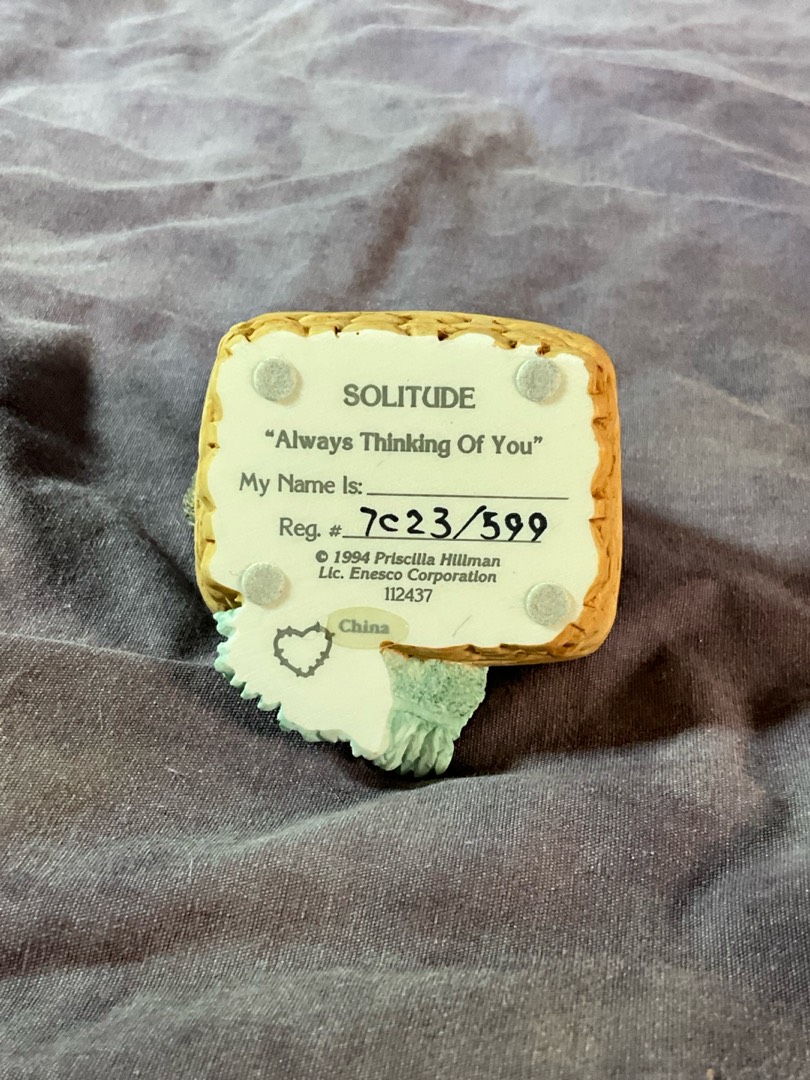 SOLITUDE
“Always Thinking Of You”
My Name Is:
Reg. # 7C23/599
© 1994 Priscilla Hillman
Lic. Enesco Corporation
112437
China